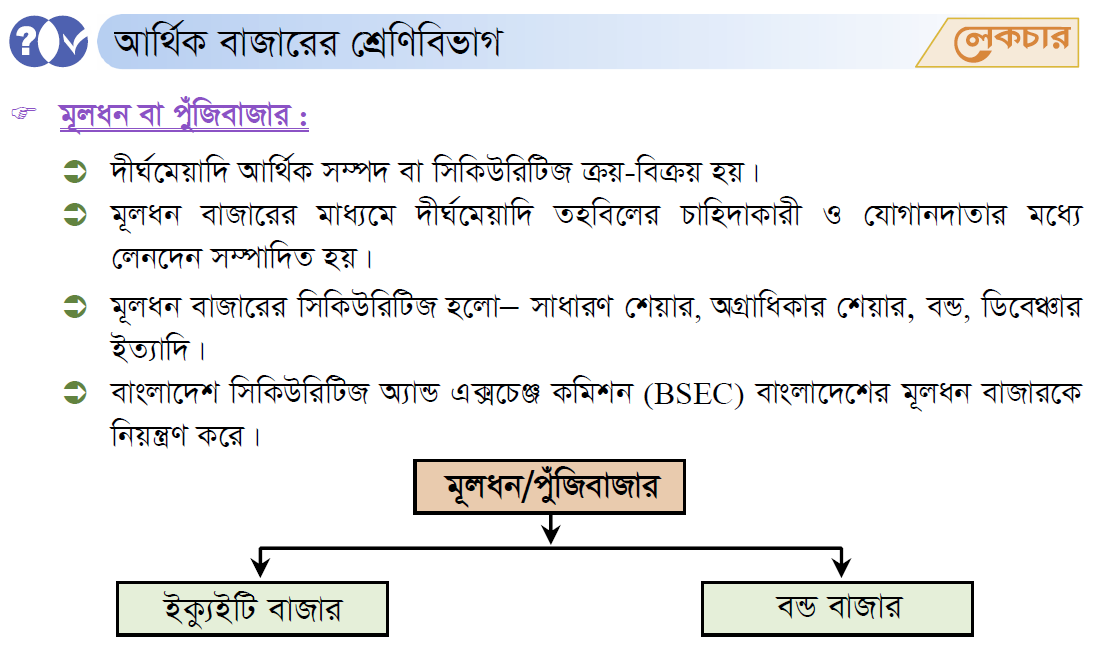 আর্থিক বাজারের শ্রেণিবিভাগ
লেকচার
মূলধন বা পুঁজিবাজার :
দীর্ঘমেয়াদি আর্থিক সম্পদ বা সিকিউরিটিজ ক্রয়-বিক্রয় হয়।
মূলধন বাজারের মাধ্যমে দীর্ঘমেয়াদি তহবিলের চাহিদাকারী ও যোগানদাতার মধ্যে
লেনদেন সম্পাদিত হয়।
মূলধন বাজারের সিকিউরিটিজ হলো– সাধারণ শেয়ার, অগ্রাধিকার শেয়ার, বন্ড, ডিবেঞ্চার
ইত্যাদি।
বাংলাদেশ সিকিউরিটিজ অ্যান্ড এক্সচেঞ্জ কমিশন (BSEC) বাংলাদেশের মূলধন বাজারকে
নিয়ন্ত্রণ করে।
মূলধন/পুঁজিবাজার
ইক্যুইটি বাজার
বন্ড বাজার